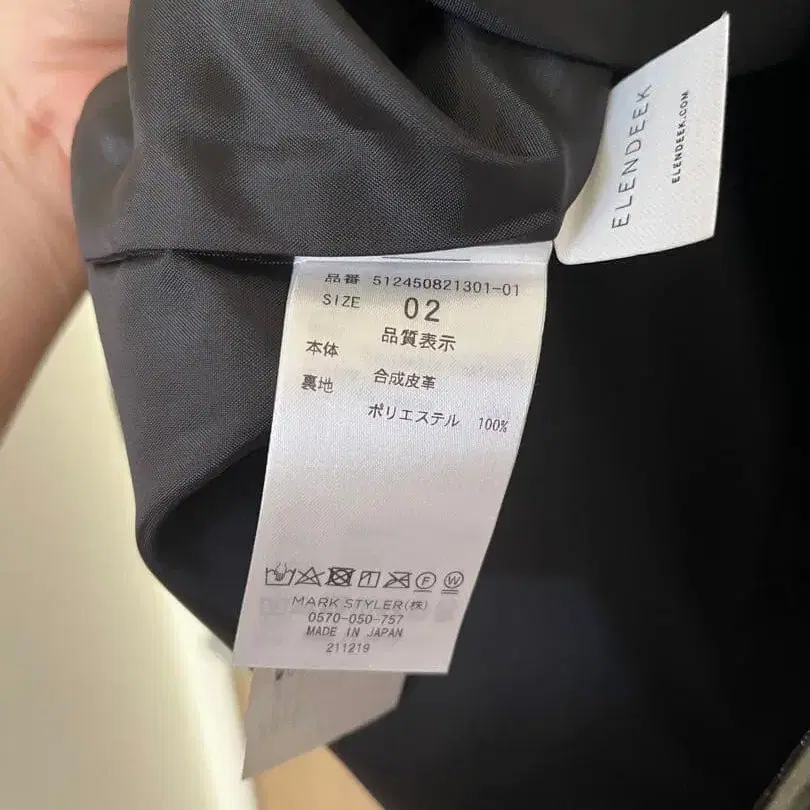 ELENDEEK
ELENDEEK.COM
品番 512450821301-01
SIZE 02
品質表示
本体 合成皮革
裏地 ポリエステル 100%
F W
MARK STYLER(株)
0570-050-757
MADE IN JAPAN
211219